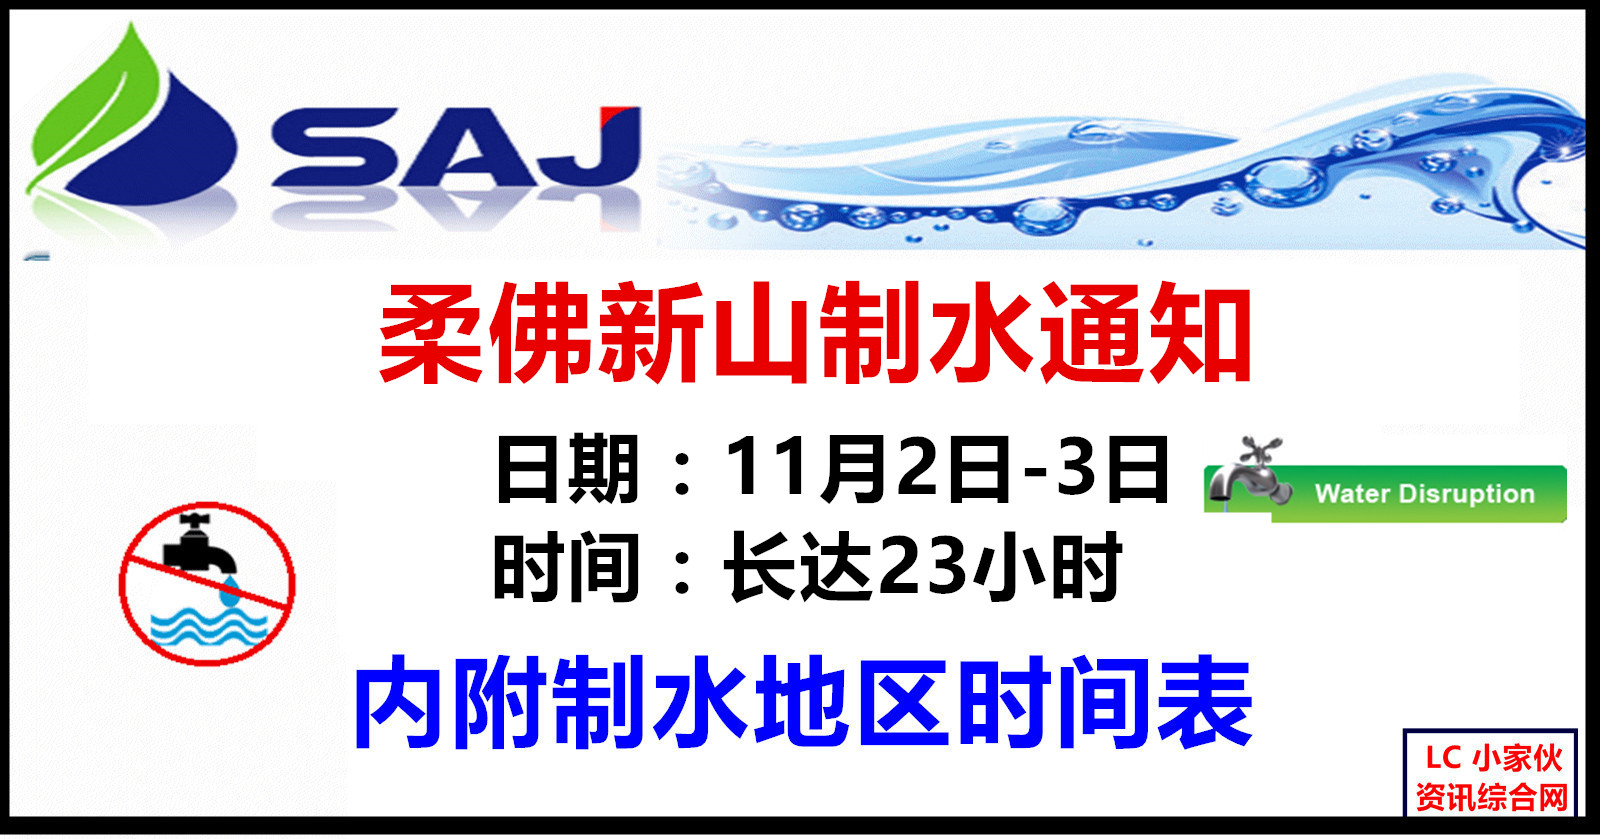 SAJ
柔佛新山制水通知
日期：11月2日-3日
Water Disruption
时间：长达23小时
内附制水地区时间表
LC 小家伙
资讯综合网